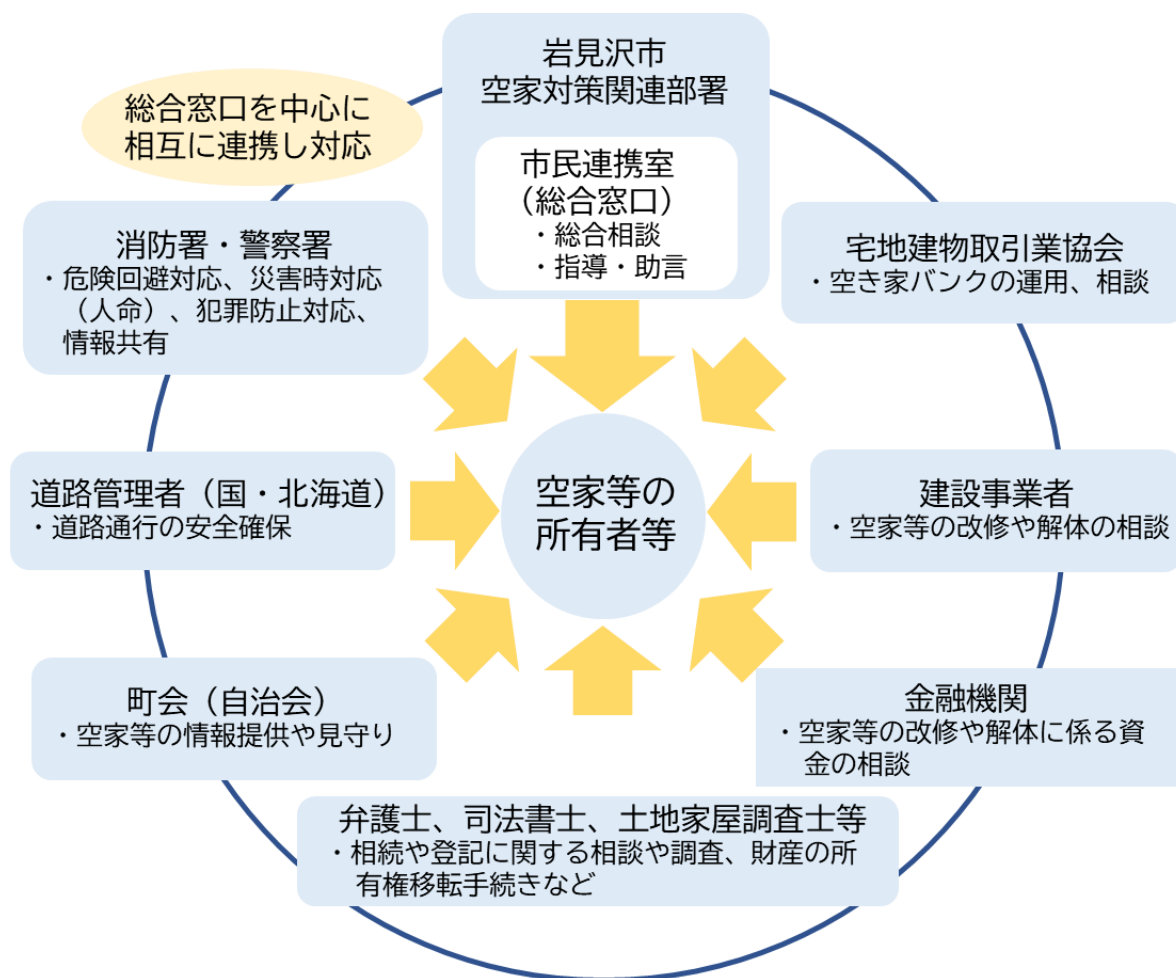 岩見沢市
空家対策関連部署
市民連携室
（総合窓口）
・総合相談
・指導・助言
総合窓口を中心に
相互に連携し対応
消防署・警察署
・危険回避対応、災害時対応
（人命）、犯罪防止対応、
情報共有
宅地建物取引業協会
・空き家バンクの運用、相談
道路管理者（国・北海道）
・道路通行の安全確保
空家等の
所有者等
建設事業者
・空家等の改修や解体の相談
町会（自治会）
・空家等の情報提供や見守り
金融機関
・空家等の改修や解体に係る資
金の相談
弁護士、司法書士、土地家屋調査士等
・相続や登記に関する相談や調査、財産の所
有権移転手続きなど